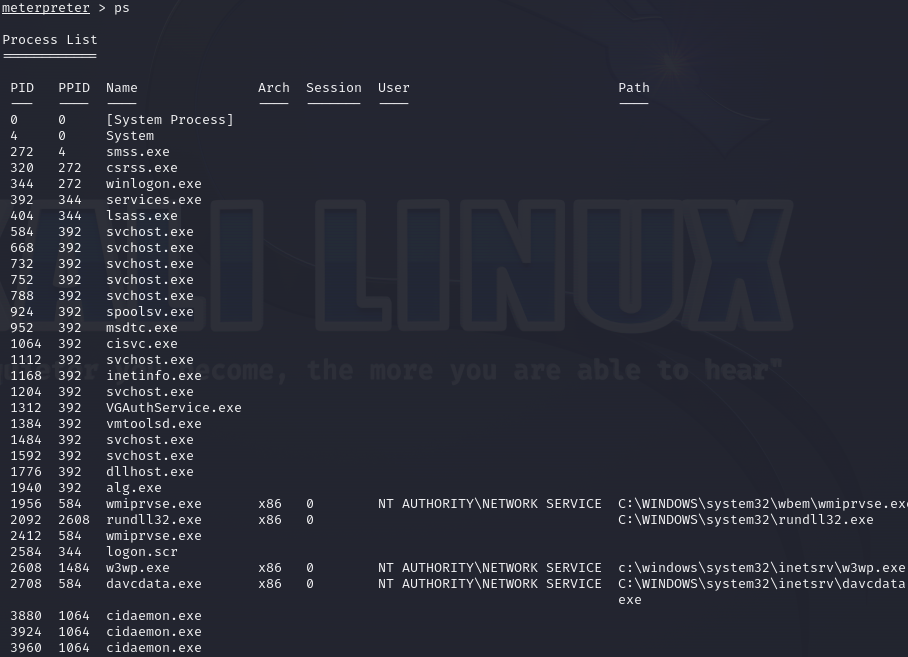 meterpreter > ps
Process List
PID PPID Name Arch Session User Path
0 0 [System Process]
4 0 System
272 4 smss.exe
320 272 csrss.exe
344 272 winlogon.exe
392 344 services.exe
404 344 lsass.exe
584 392 svchost.exe
668 392 svchost.exe
732 392 svchost.exe
752 392 svchost.exe
788 392 svchost.exe
924 392 spoolsv.exe
952 392 msdtc.exe
1064 392 cisvc.exe
1112 392 svchost.exe
1168 392 inetinfo.exe
1204 392 svchost.exe
1312 392 VGAuthService.exe
1384 392 vmtoolsd.exe
1484 392 svchost.exe
1592 392 svchost.exe
1776 392 dllhost.exe
1940 392 alg.exe
1956 584 wmiprvse.exe x86 0 NT AUTHORITY\NETWORK SERVICE C:\WINDOWS\system32\wbem\wmiprvse.exe
2092 2608 rundll32.exe x86 0 C:\WINDOWS\system32\rundll32.exe
2412 584 wmiprvse.exe
2584 344 logon.scr
2608 1484 w3wp.exe x86 0 NT AUTHORITY\NETWORK SERVICE c:\windows\system32\inetsrv\w3wp.exe
2708 584 davcdata.exe x86 0 NT AUTHORITY\NETWORK SERVICE C:\WINDOWS\system32\inetsrv\davcdata
exe
3880 1064 cidaemon.exe
3924 1064 cidaemon.exe
3960 1064 cidaemon.exe
ALI LINUX
become, the more you are able to hear"